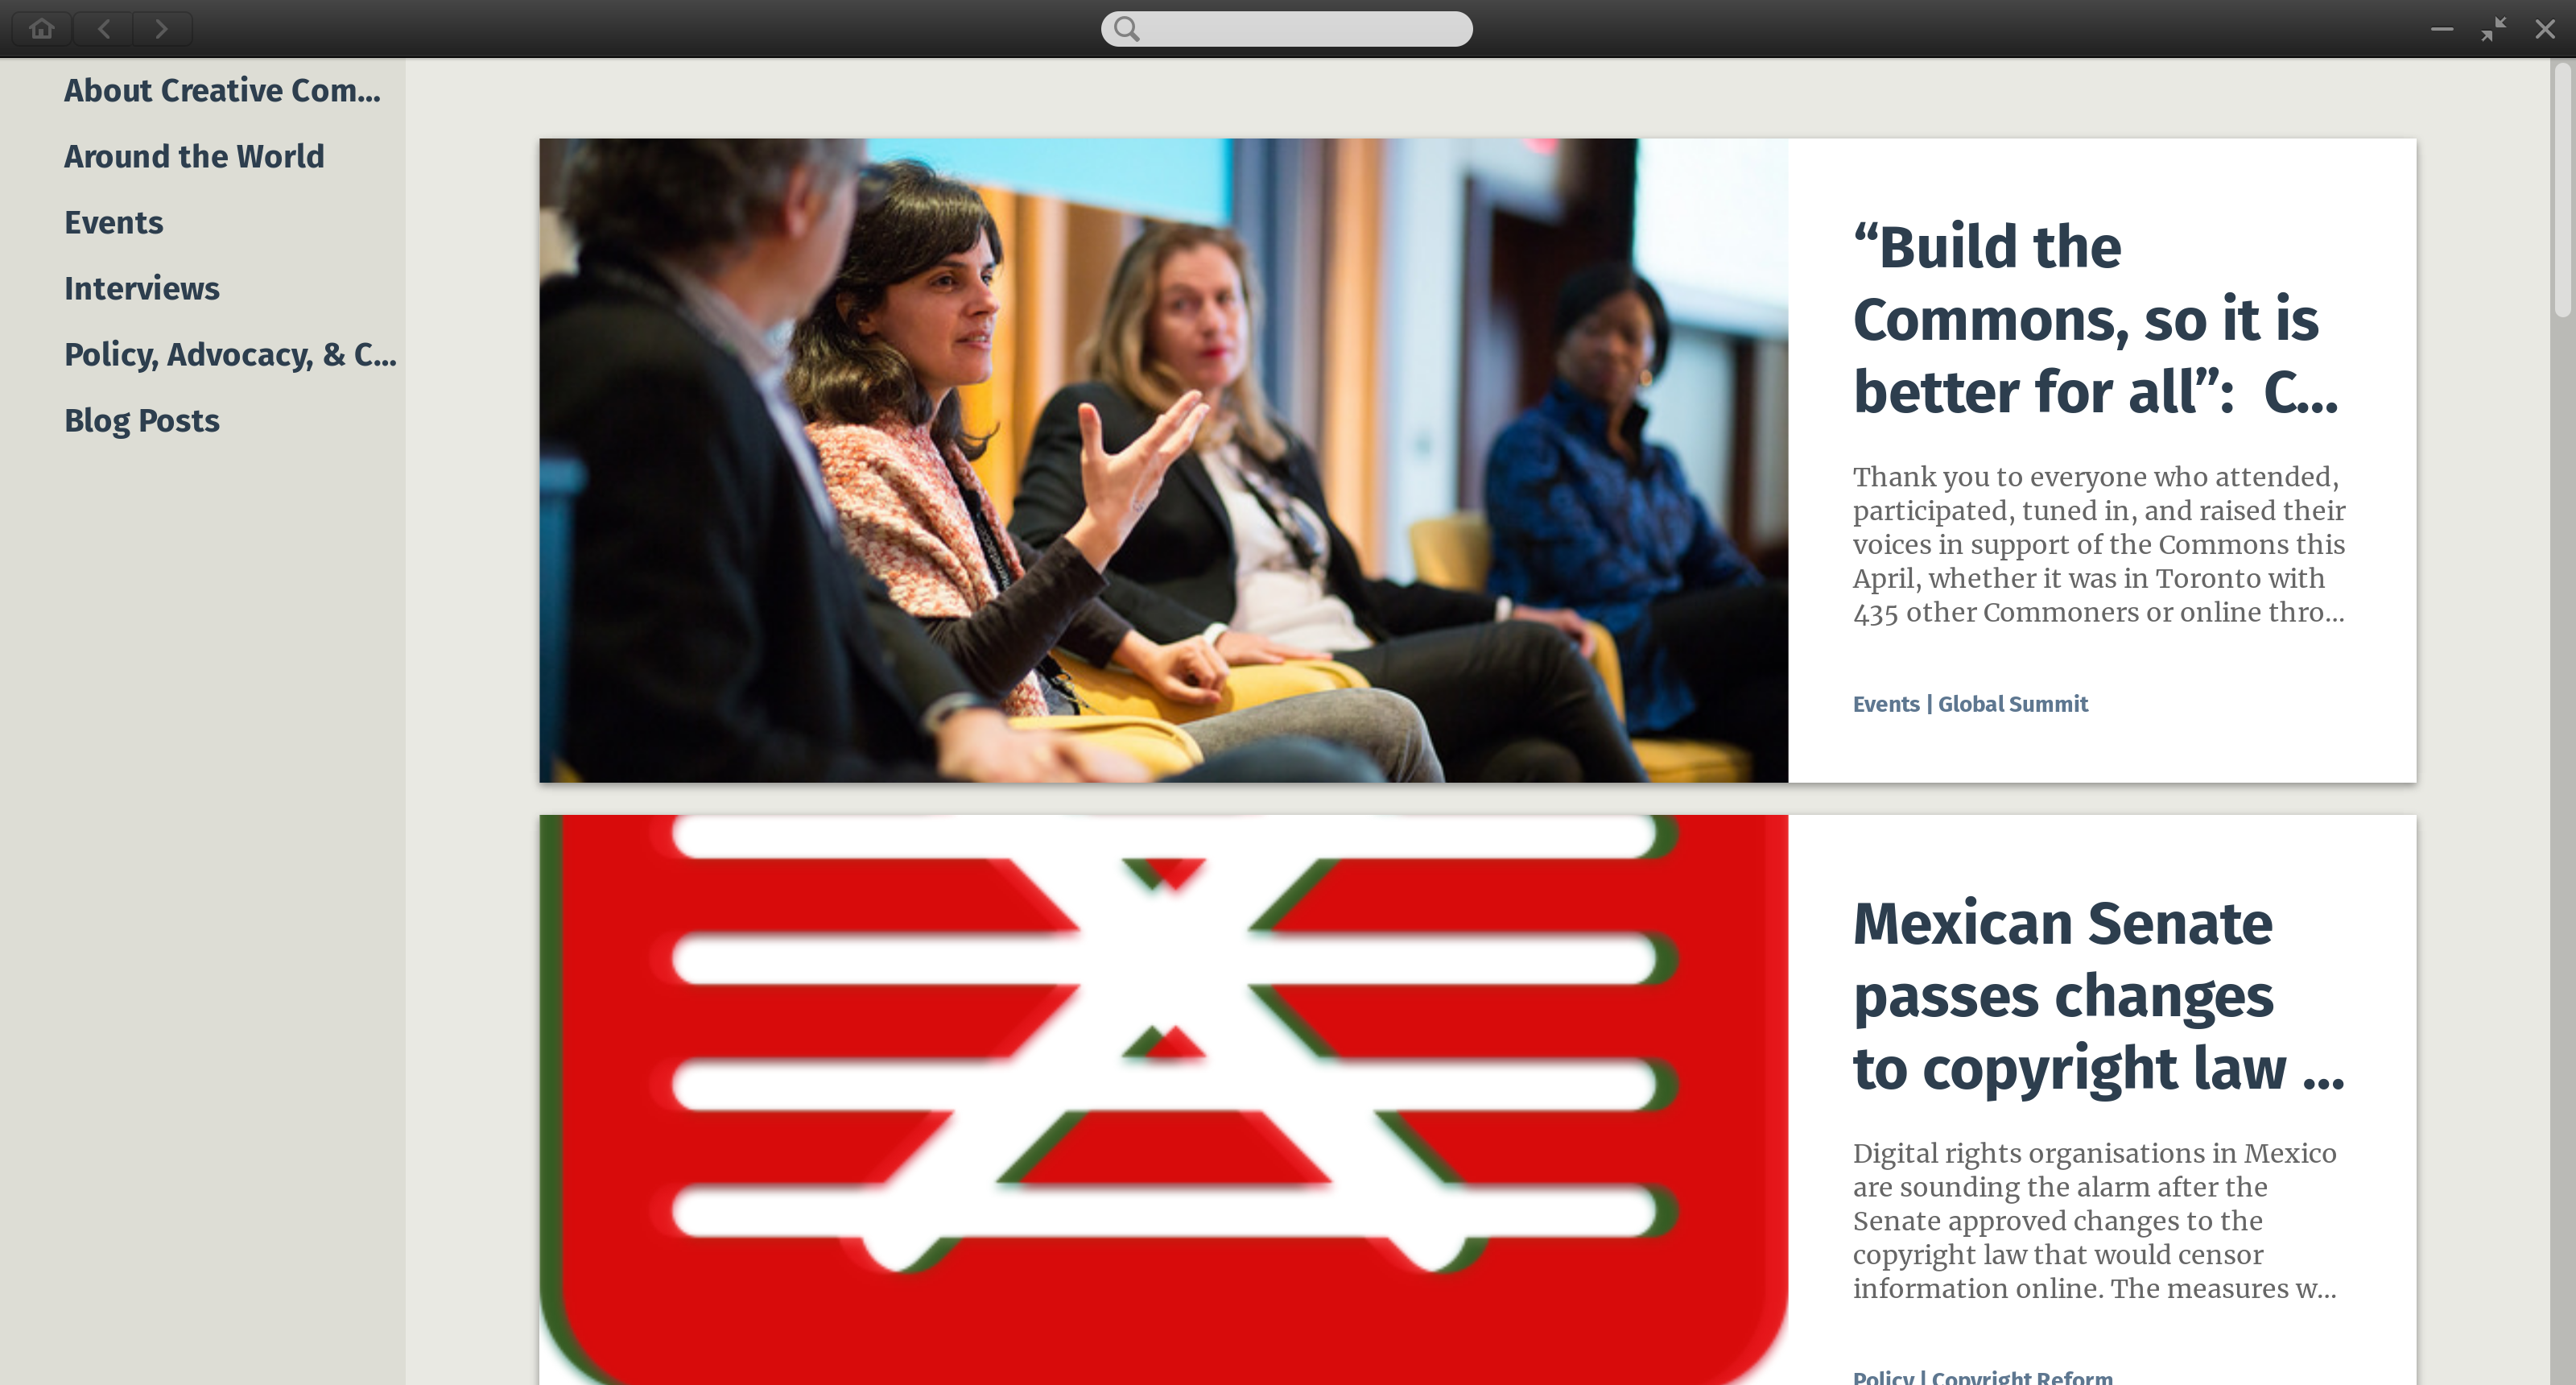 About Creative Com...
Around the World
Events
Interviews
Policy, Advocacy, & C...
Blog Posts
“Build the
Commons, so it is
better for all”:  C...
Thank you to everyone who attended,
participated, tuned in, and raised their
voices in support of the Commons this
April, whether it was in Toronto with
435 other Commoners or online thro...
Events | Global Summit
Mexican Senate
passes changes
to copyright law ...
Digital rights organisations in Mexico
are sounding the alarm after the
Senate approved changes to the
copyright law that would censor
information online. The measures w...
Policy | Copyright Reform